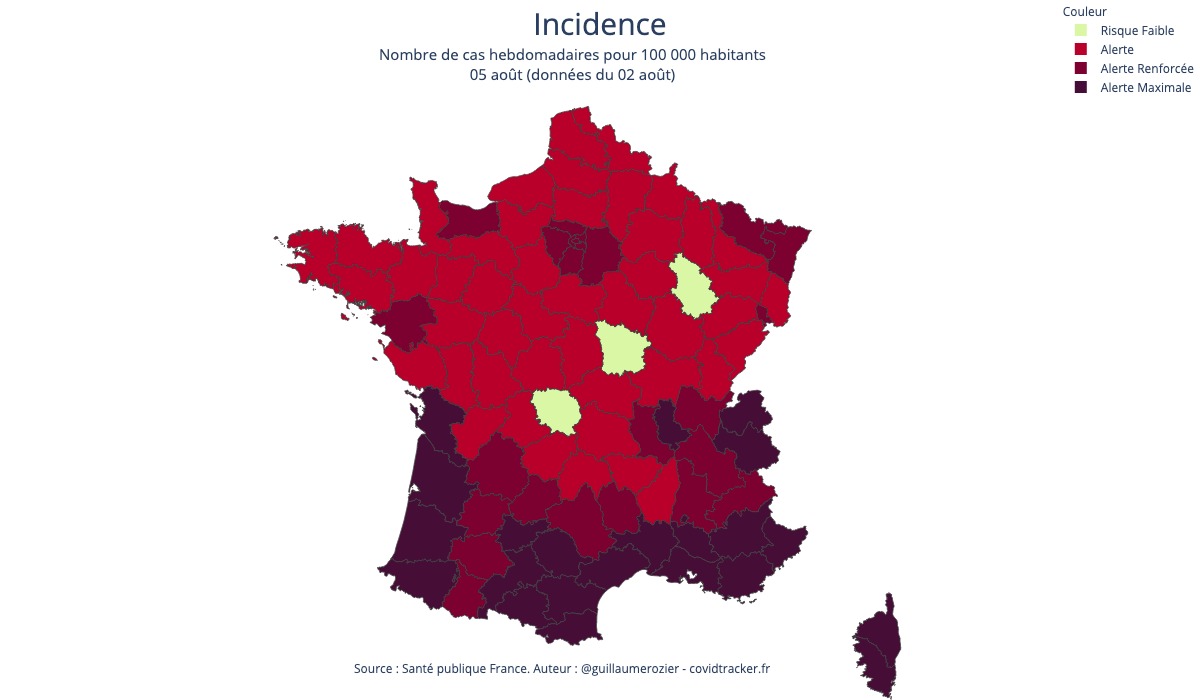 Incidence
Nombre de cas hebdomadaires pour 100 000 habitants
05 août (données du 02 août)
Couleur
Risque Faible
Alerte
Alerte Renforcée
Alerte Maximale
Source : Santé publique France. Auteur : @guillaumerozier - covidtracker.fr